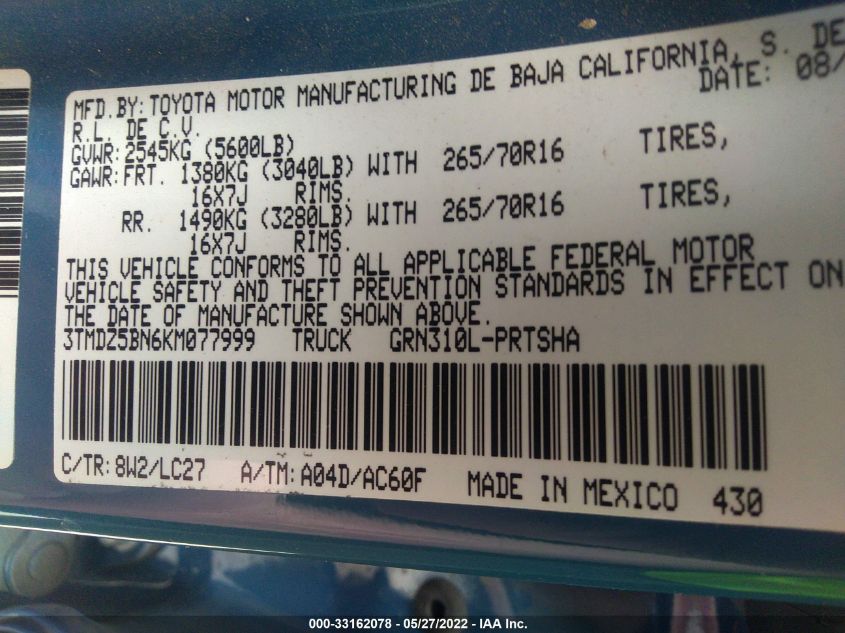 MFD.BY: TOYOTA MOTOR MANUFACTURING DE BAJA CALIFORNIA, S. DE
R.L. DE C.V. DATE: 08/
GVWR: 2545KG (5600LB)
GAWR: FRT. 1380KG (3040LB) WITH 265/70R16 TIRES,
16X7J RIMS.
RR. 1490KG (3280LB) WITH 265/70R16 TIRES,
16X7J RIMS.
THIS VEHICLE CONFORMS TO ALL APPLICABLE FEDERAL MOTOR
VEHICLE SAFETY AND THEFT PREVENTION STANDARDS IN EFFECT ON
THE DATE OF MANUFACTURE SHOWN ABOVE.
3TMDZ5BN6KM077999 TRUCK GRN310L-PRTSHA
C/TR: 8W2/LC27 A/TM: A04D/AC60F MADE IN MEXICO 430
000-33162078 - 05/27/2022 - IAA Inc.